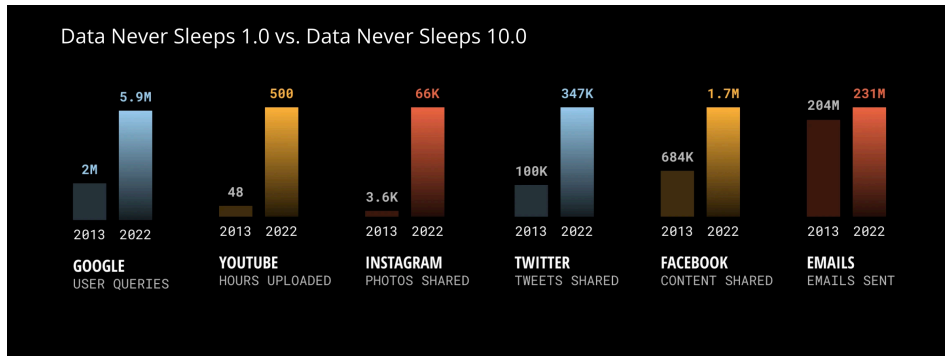 Data Never Sleeps 1.0 vs. Data Never Sleeps 10.0
2M
5.9M
2013 2022
GOOGLE
USER QUERIES
48
500
2013 2022
YOUTUBE
HOURS UPLOADED
3.6K
66K
2013 2022
INSTAGRAM
PHOTOS SHARED
100K
347K
2013 2022
TWITTER
TWEETS SHARED
684K
1.7M
2013 2022
FACEBOOK
CONTENT SHARED
204M
231M
2013 2022
EMAILS
EMAILS SENT